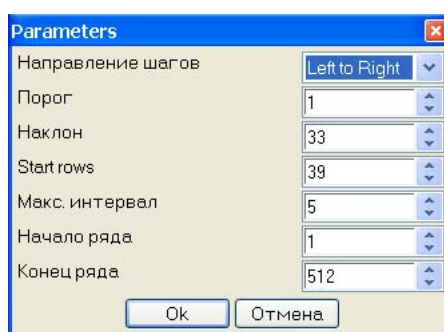 Parameters
Направление шагов Left to Right
Порог 1
Наклон 33
Start rows 39
Макс. интервал 5
Начало ряда 1
Конец ряда 512
Ok Отмена